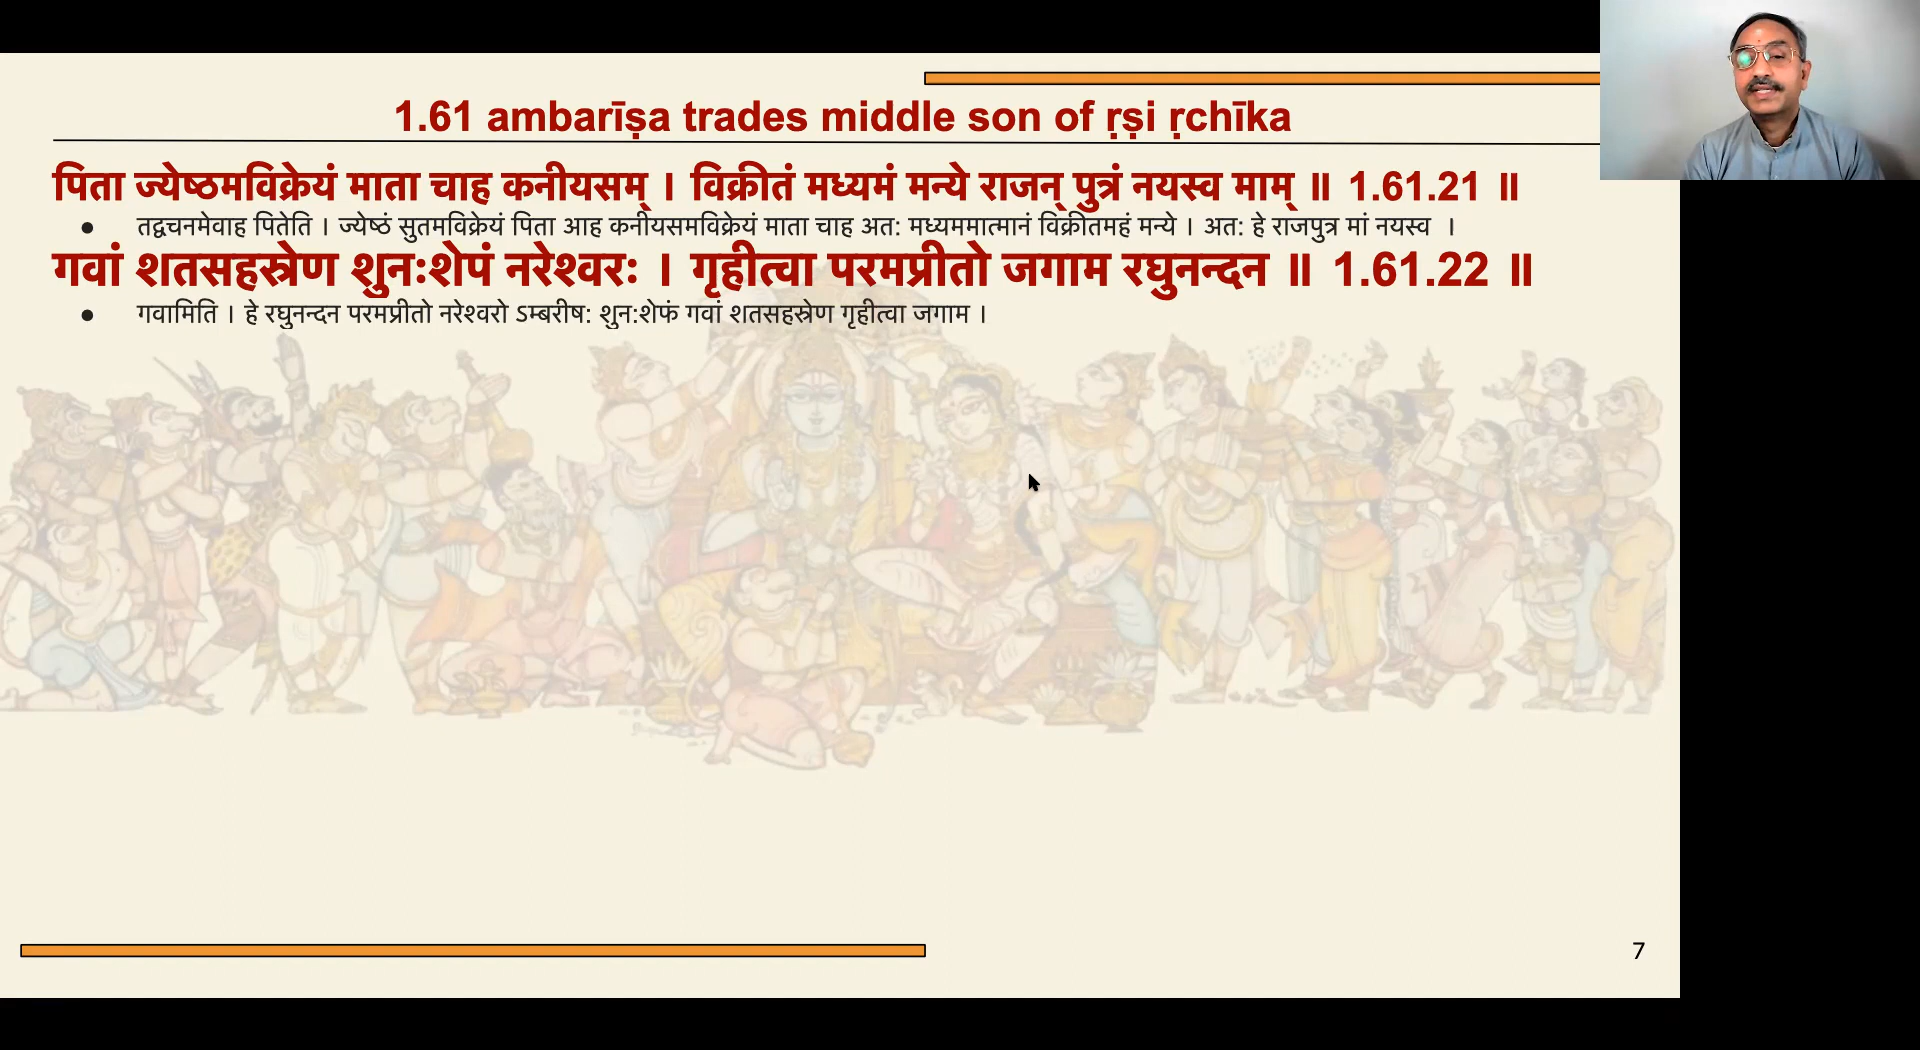 1.61 ambarīṣa trades middle son of ṛṣi ṛchīka
पिता ज्येष्ठमविक्रेयं माता चाह कनीयसम् । विक्रीतं मध्यमं मन्ये राजन् पुत्रं नयस्व माम् ॥ 1.61.21 ॥
● तद्वचनमेवाह पितेति । ज्येष्ठं सुतमविक्रेयं पिता आह कनीयसमविक्रेयं माता चाह अत: मध्यममात्मानं विक्रीतमहं मन्ये । अत: हे राजपुत्र मां नयस्व ।
गवां शतसहस्रेण शुनःशेपं नरेश्वरः । गृहीत्वा परमप्रीतो जगाम रघुनन्दन ॥ 1.61.22 ॥
● गवामिति । हे रघुनन्दन परमप्रीतो नरेश्वरो ऽम्बरीष: शुन:शेफं गवां शतसहस्रेण गृहीत्वा जगाम ।
7